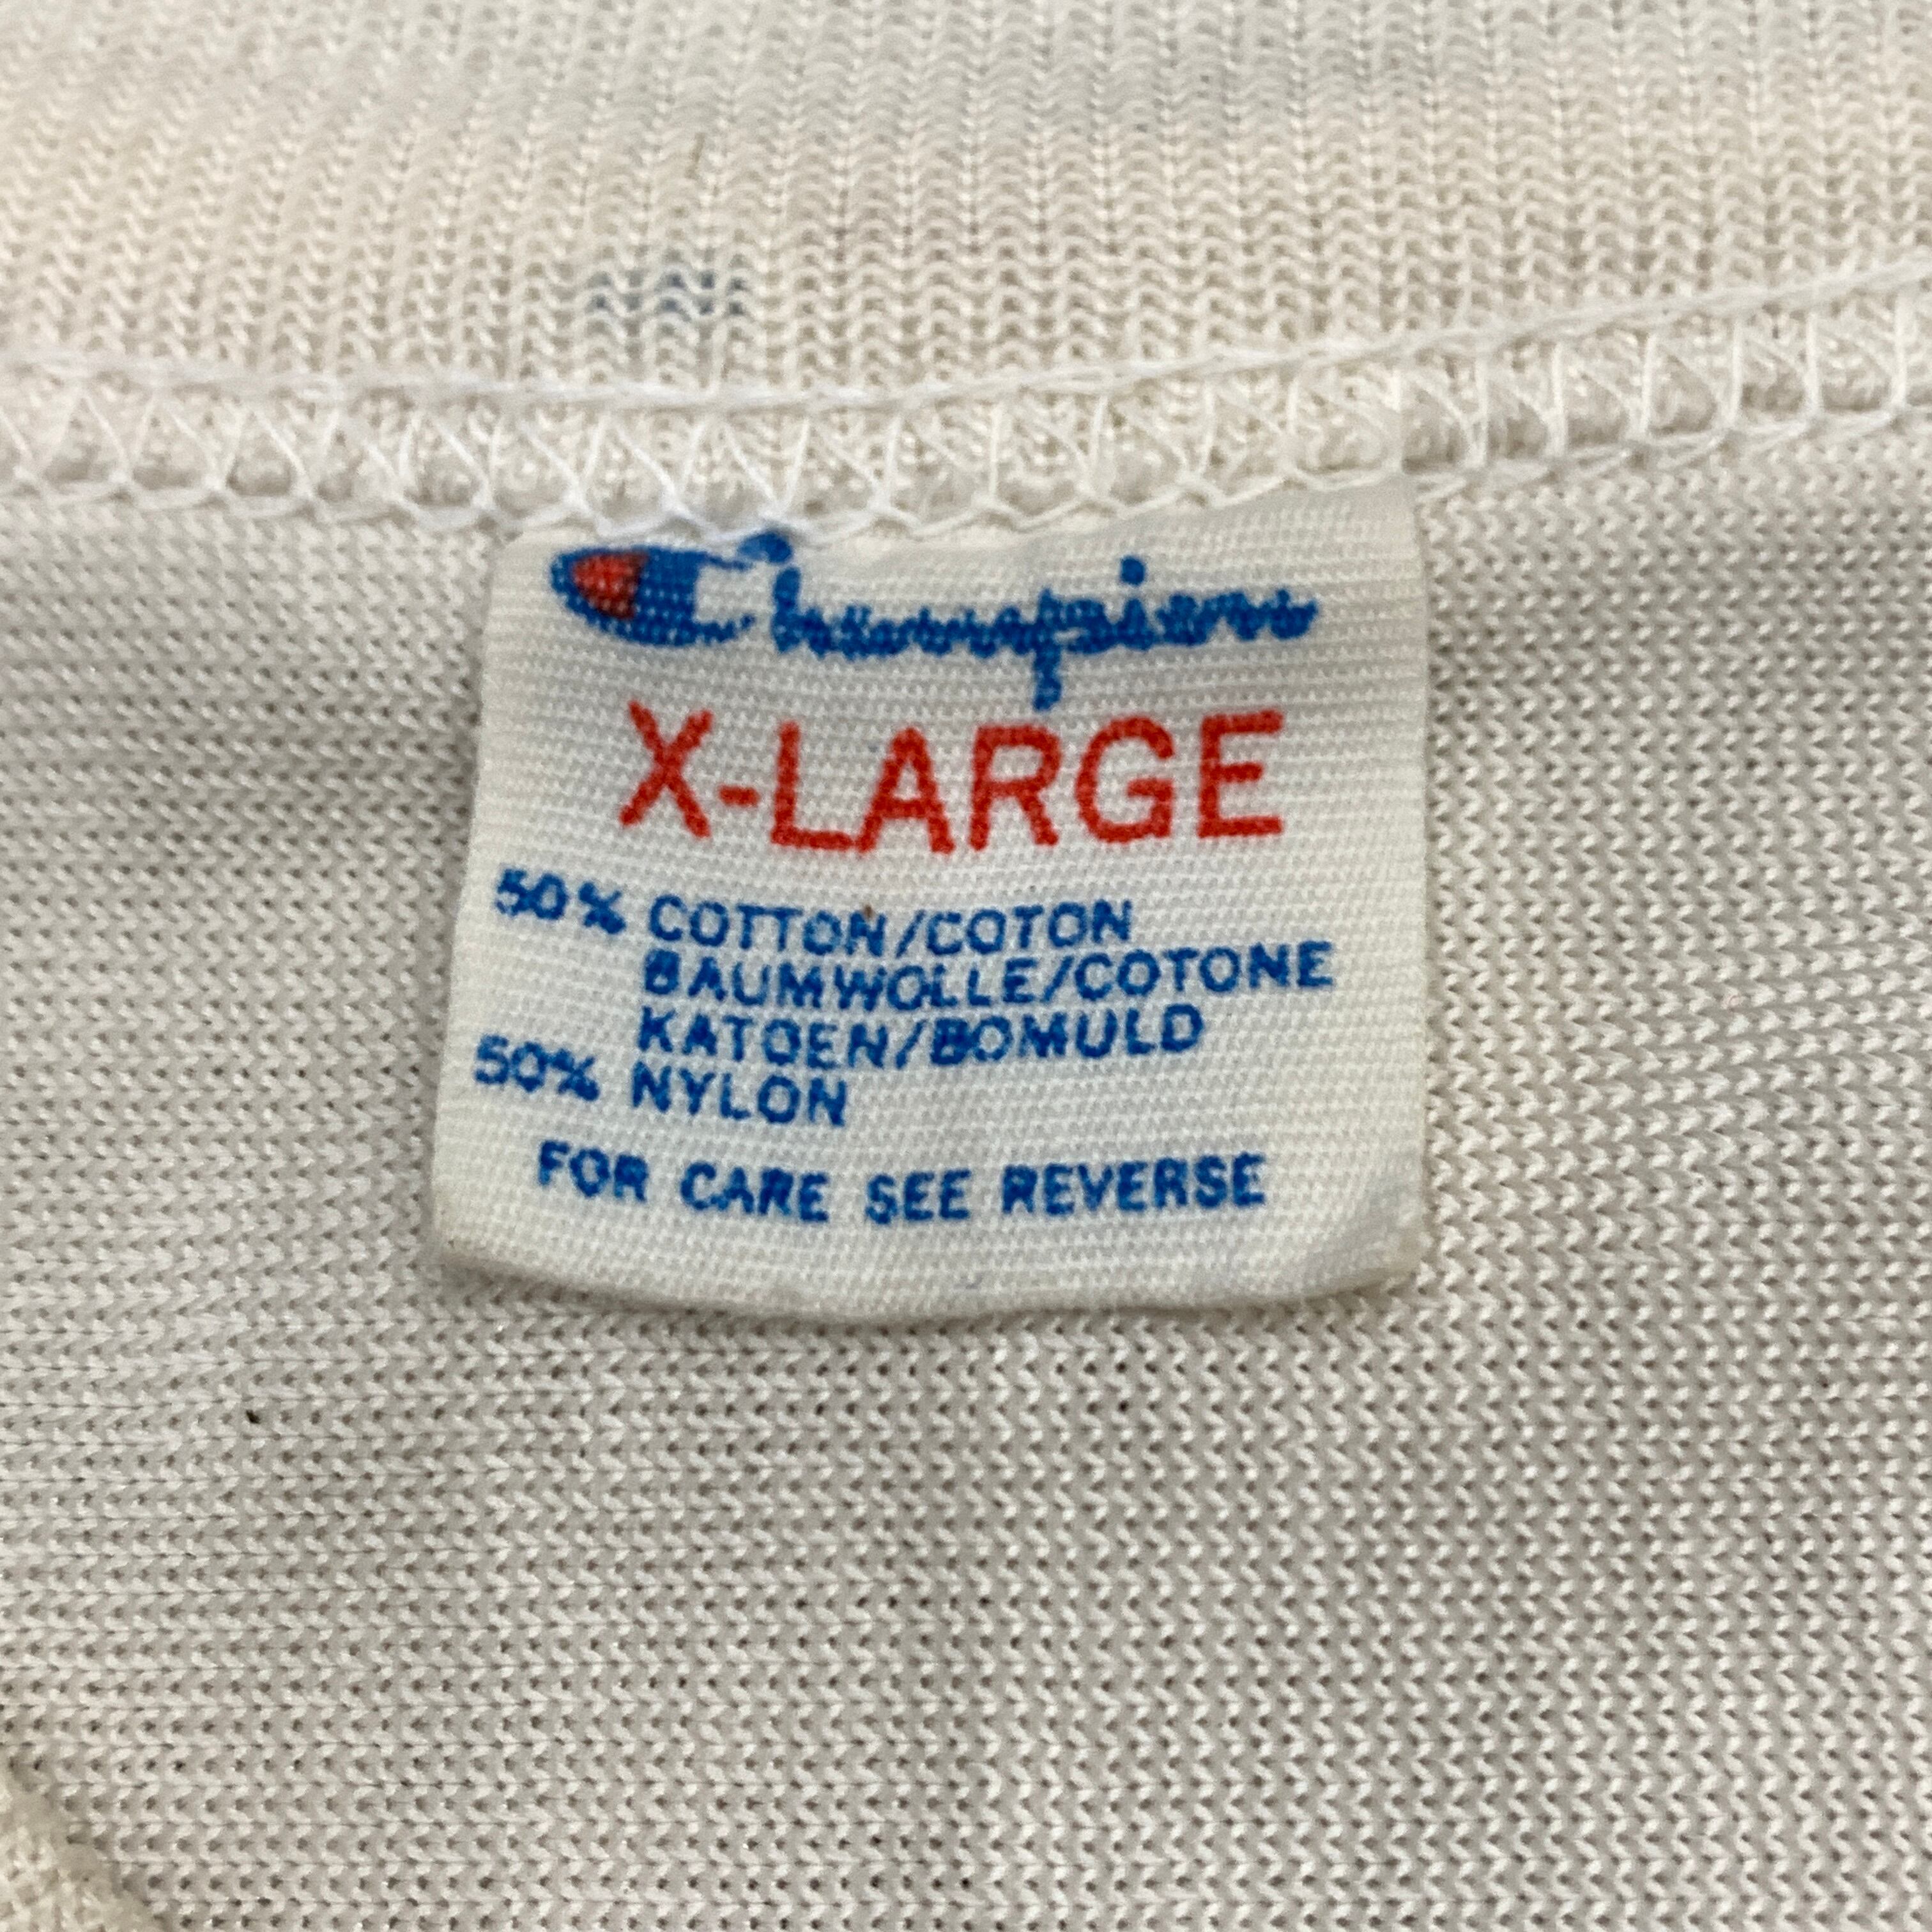 Champion
X-LARGE
50% COTTON/COTON
BAUMWOLLE/COTONE
KATOEN/BOMULD
50% NYLON
FOR CARE SEE REVERSE